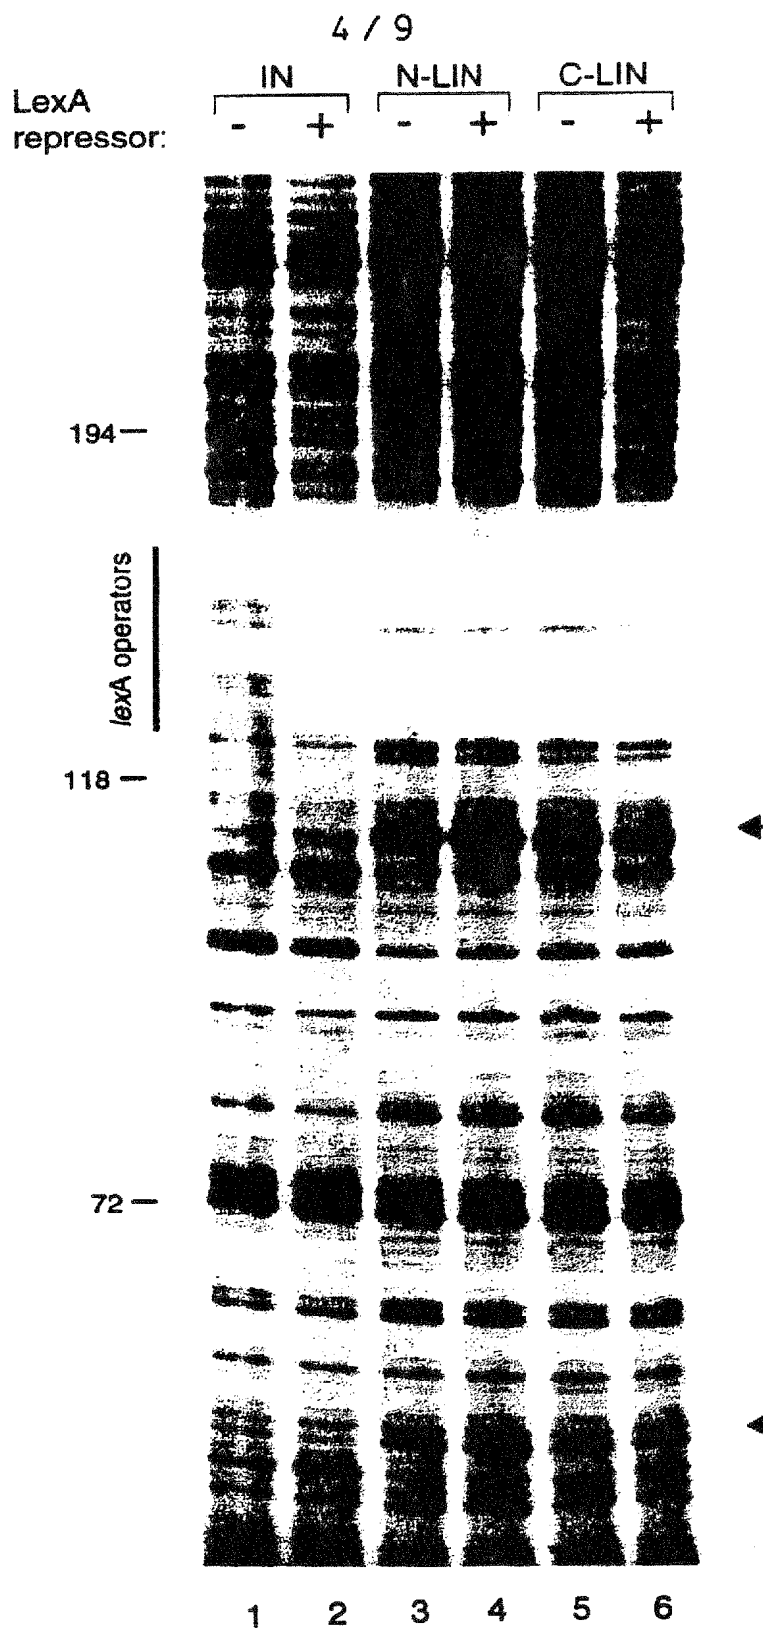 4 / 9
IN N-LIN C-LIN
LexA
repressor: - + - + - +
194
lexA operators
118
72
1 2 3 4 5 6